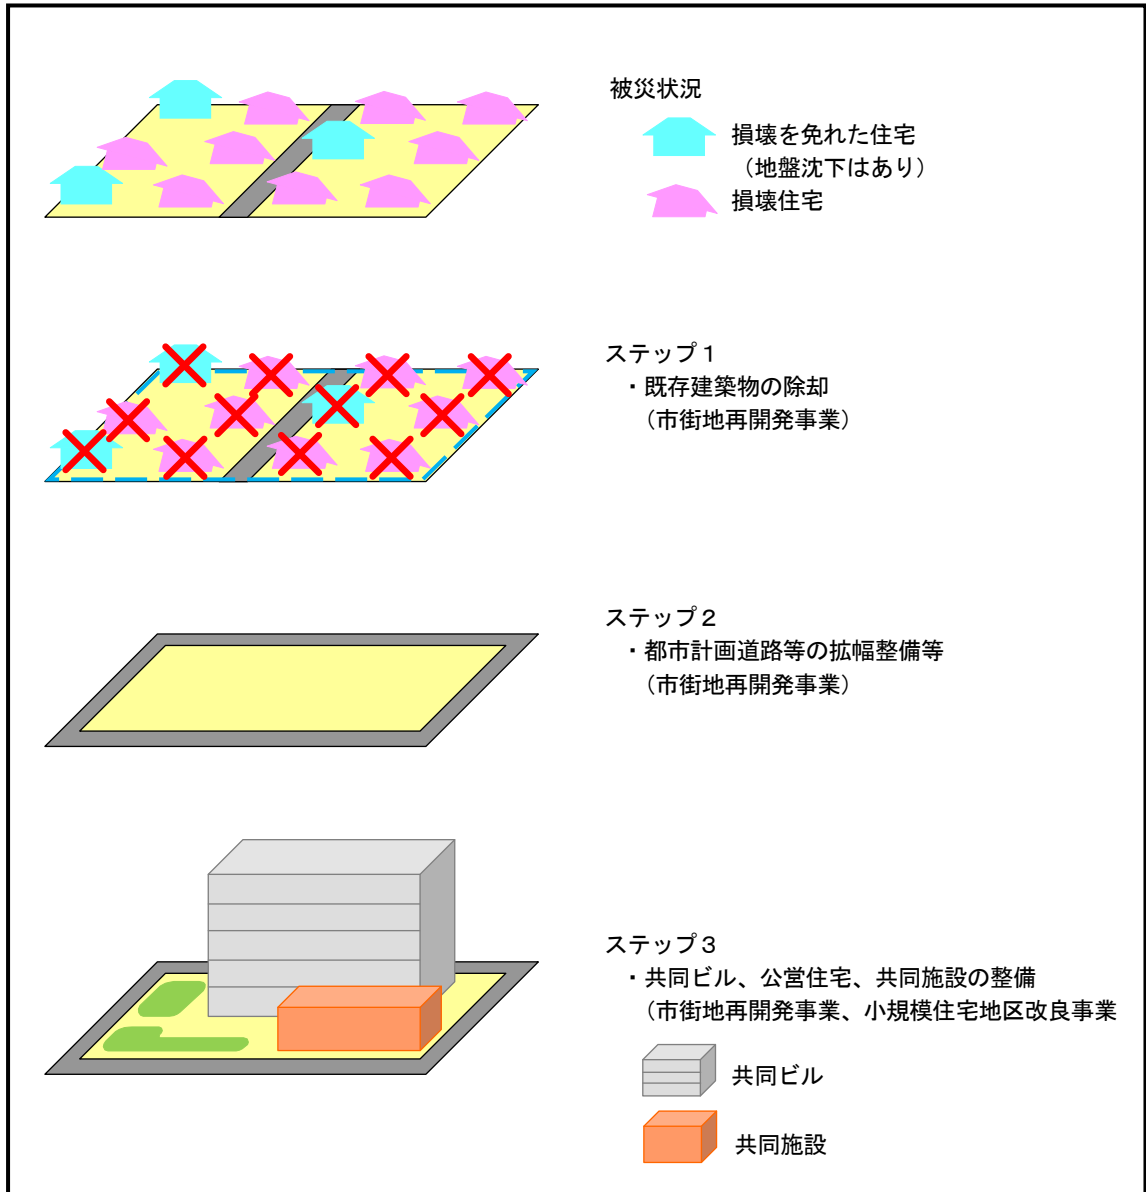 被災状況
損壊を免れた住宅
（地盤沈下はあり）
損壊住宅
ステップ１
・既存建築物の除却
（市街地再開発事業）
ステップ２
・都市計画道路等の拡幅整備等
（市街地再開発事業）
ステップ３
・共同ビル、公営住宅、共同施設の整備
（市街地再開発事業、小規模住宅地区改良事業
共同ビル
共同施設